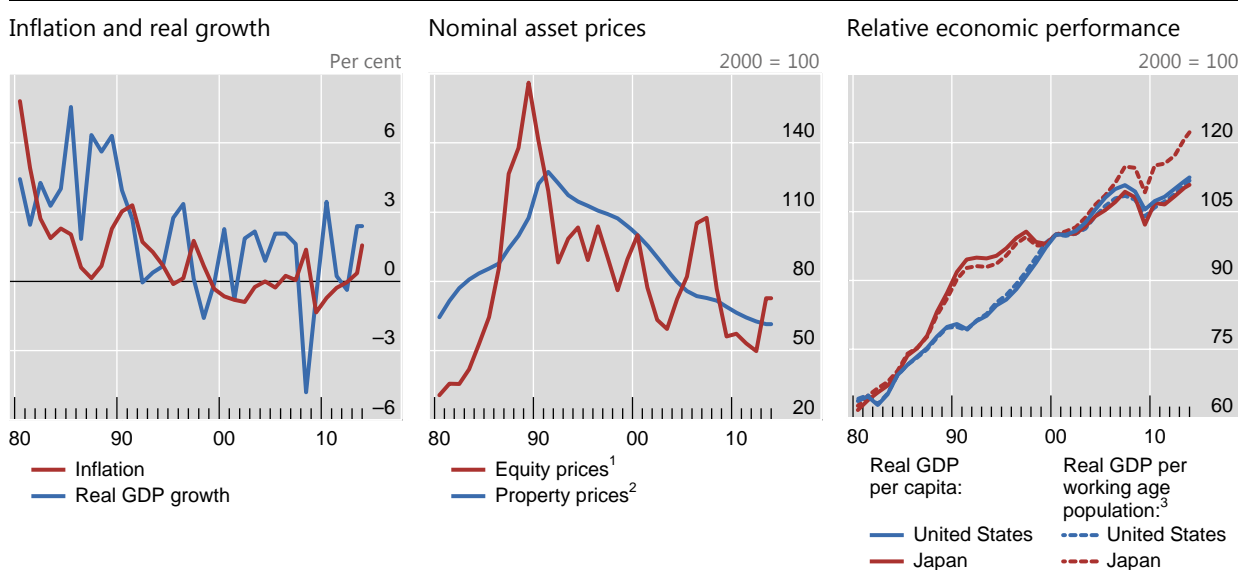 Inflation and real growth
Per cent
6
3
0
–3
–6
80 90 00 10
Inflation
Real GDP growth
Nominal asset prices
2000 = 100
140
110
80
50
20
80 90 00 10
Equity prices1
Property prices2
Relative economic performance
2000 = 100
120
105
90
75
60
80 90 00 10
Real GDP
per capita:
United States
Japan
Real GDP per
working age
population:3
United States
Japan